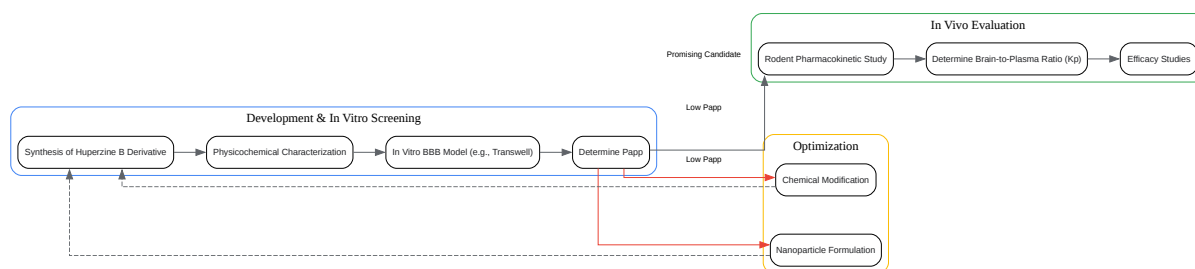 In Vivo Evaluation
Promising Candidate
Rodent Pharmacokinetic Study
Determine Brain-to-Plasma Ratio (Kp)
Efficacy Studies
Low Papp
Development & In Vitro Screening
Synthesis of Huperzine B Derivative
Physicochemical Characterization
In Vitro BBB Model (e.g., Transwell)
Determine Papp
Low Papp
Optimization
Chemical Modification
Nanoparticle Formulation